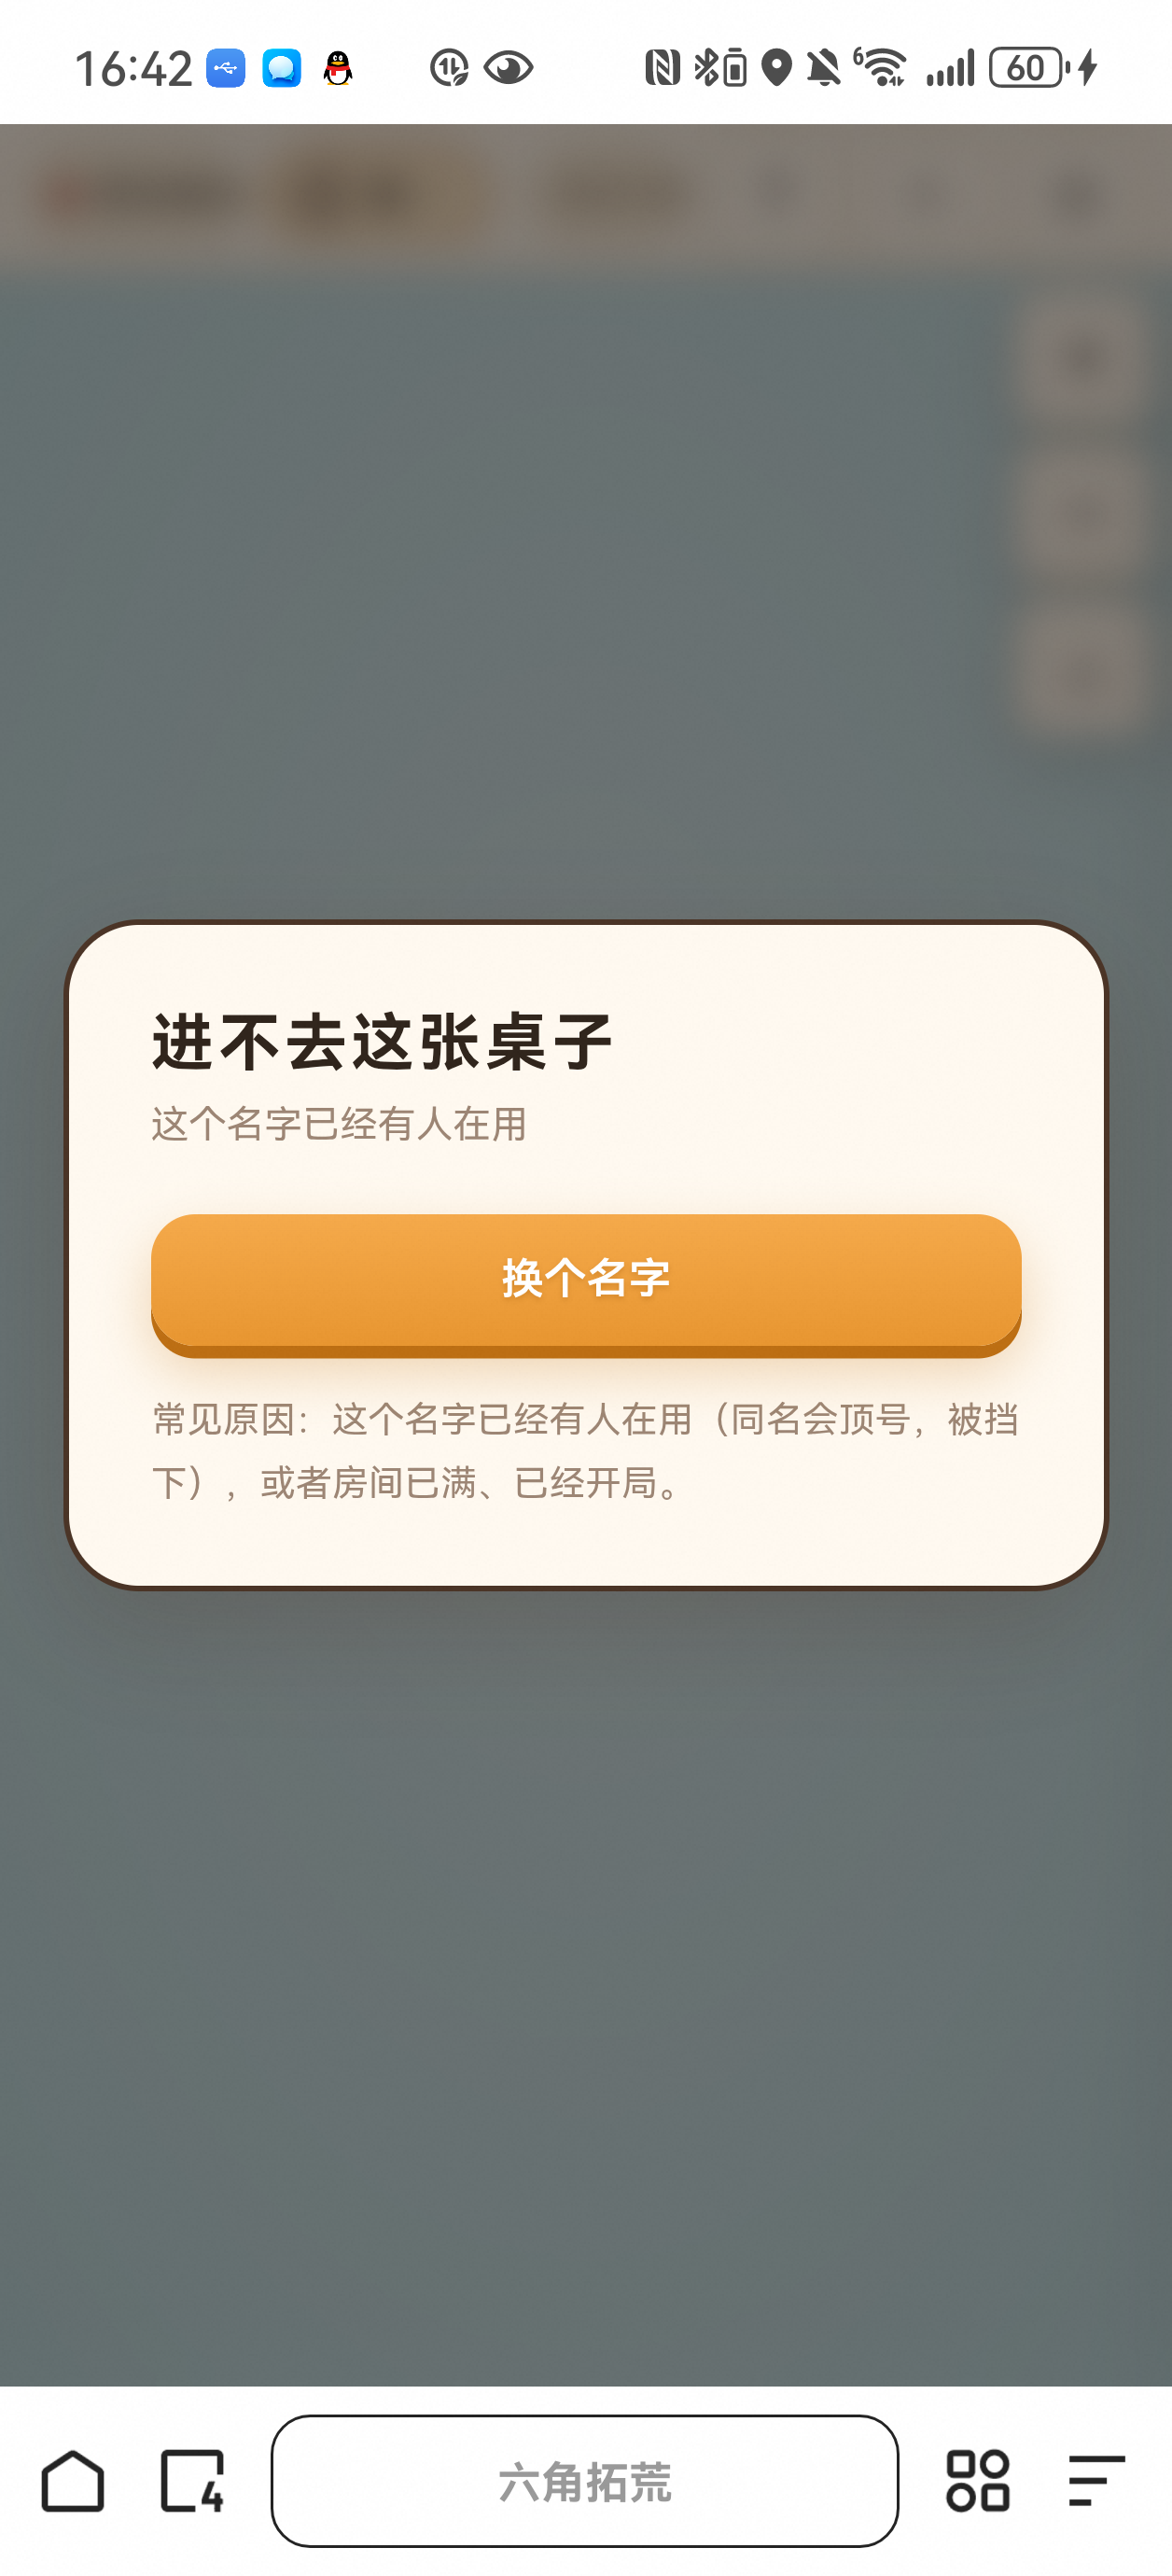 16:42
6
60
进不去这张桌子
这个名字已经有人在用
换个名字
常见原因：这个名字已经有人在用（同名会顶号，被挡
下），或者房间已满、已经开局。
4
六角拓荒